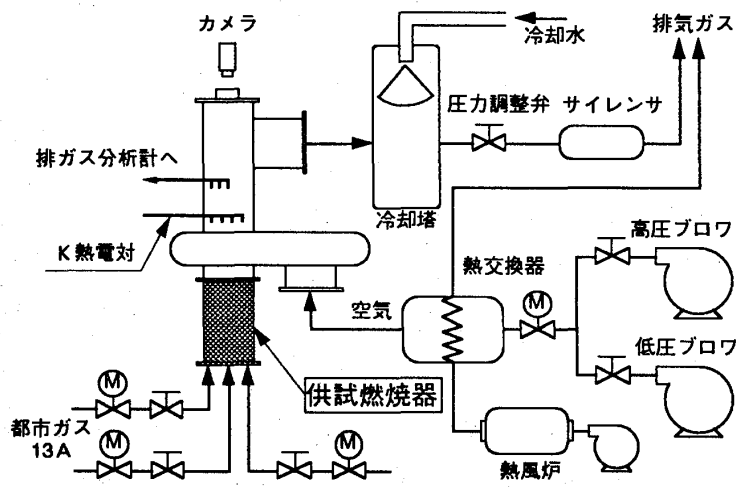 カメラ
冷却水
排気ガス
圧力調整弁
サイレンサ
排ガス分析計へ
冷却塔
K熱電対
高圧ブロワ
熱交換器
M
空気
低圧ブロワ
供試燃焼器
M
都市ガス
13A
M
M
熱風炉